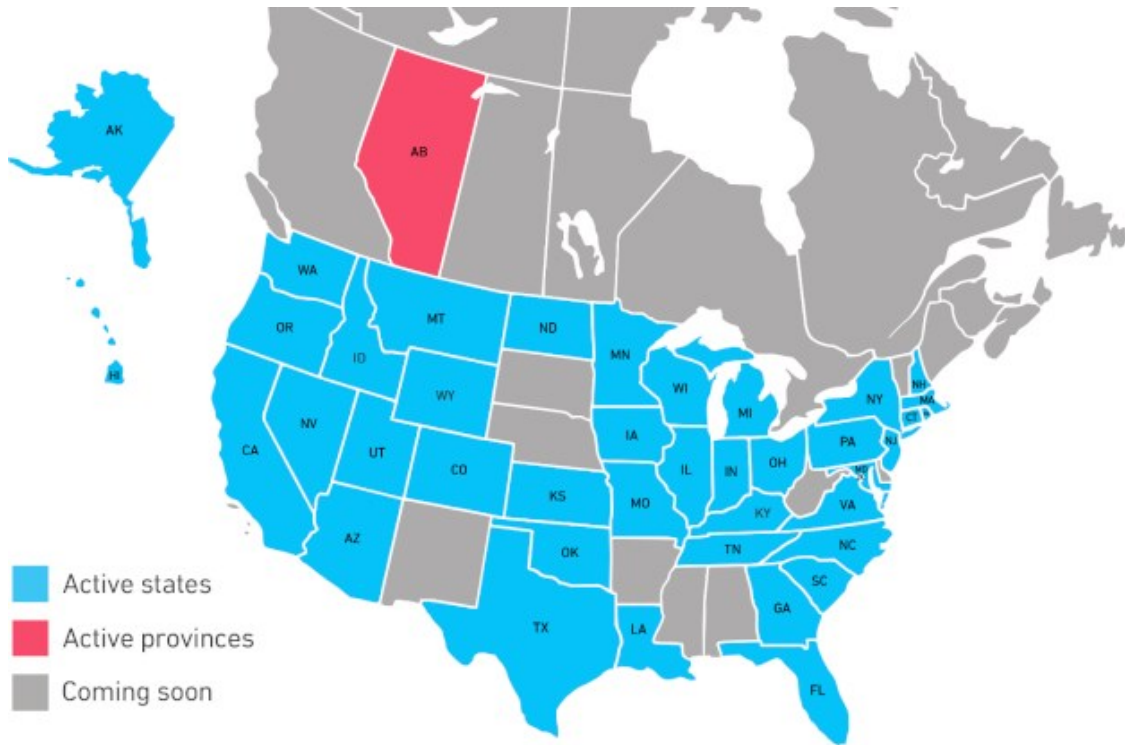 AK
AB
WA
MT
ND
OR
ID
MN
HI
WY
WI
MI
NY
NH
MA
CT
NV
CA
UT
CO
IA
PA
NJ
IL
IN
OH
MD
KS
MO
KY
VA
AZ
OK
TN
NC
SC
GA
TX
LA
FL
Active states
Active provinces
Coming soon